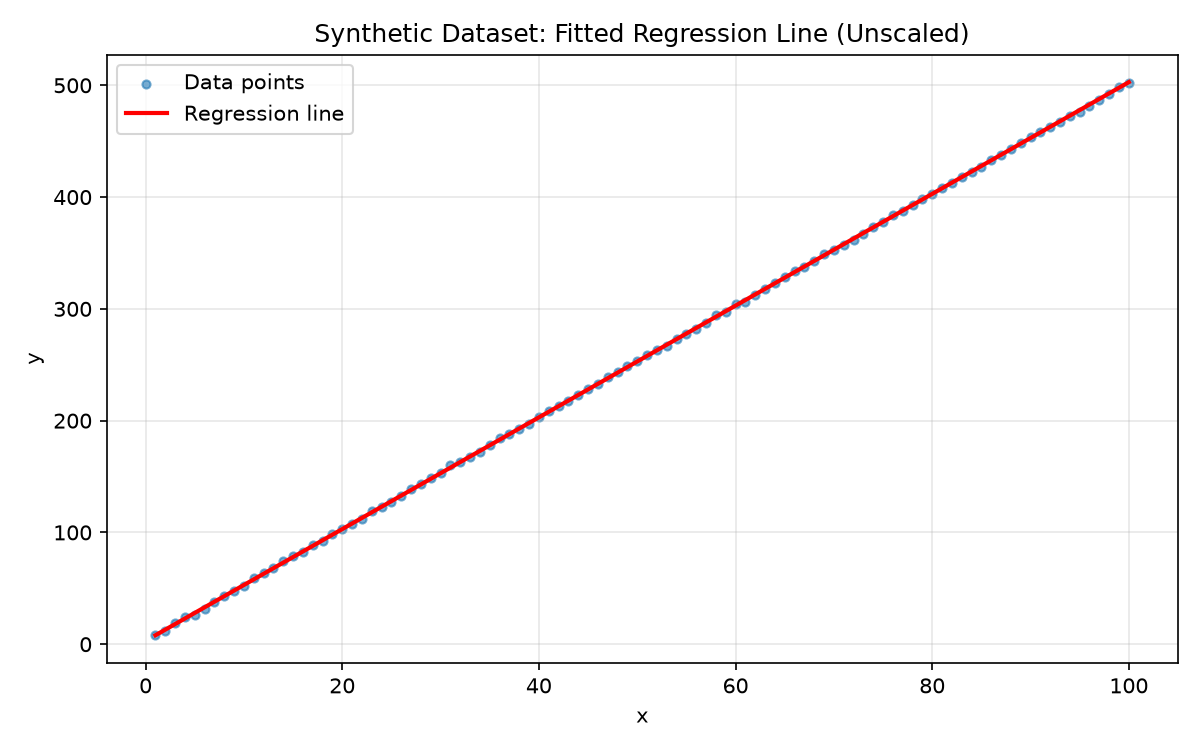 Synthetic Dataset: Fitted Regression Line (Unscaled)
Data points
Regression line
500
400
300
200
100
0
y
0 20 40 60 80 100
x